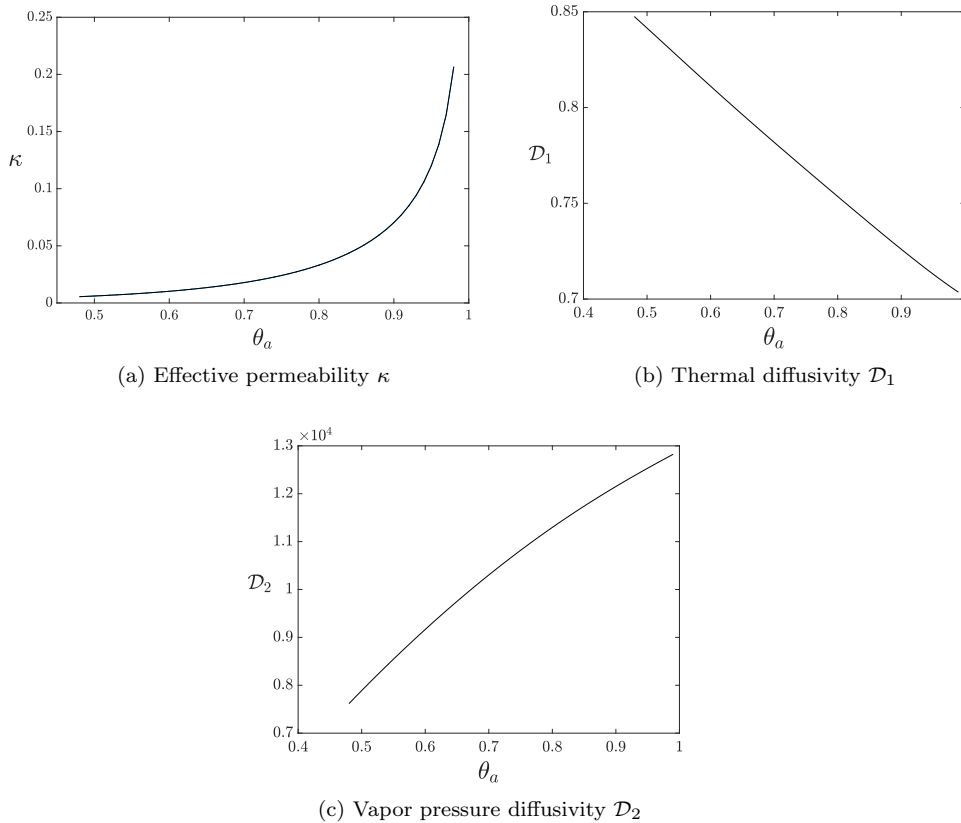 0.25
0.2
0.15
κ
0.1
0.05
0
0.5 0.6 0.7 0.8 0.9 1
θa
(a) Effective permeability κ
0.85
0.8
D1
0.75
0.7
0.4 0.5 0.6 0.7 0.8 0.9
θa
(b) Thermal diffusivity D1
×10⁴
1.3
1.2
1.1
D2 1
0.9
0.8
0.7
0.4 0.5 0.6 0.7 0.8 0.9 1
θa
(c) Vapor pressure diffusivity D2